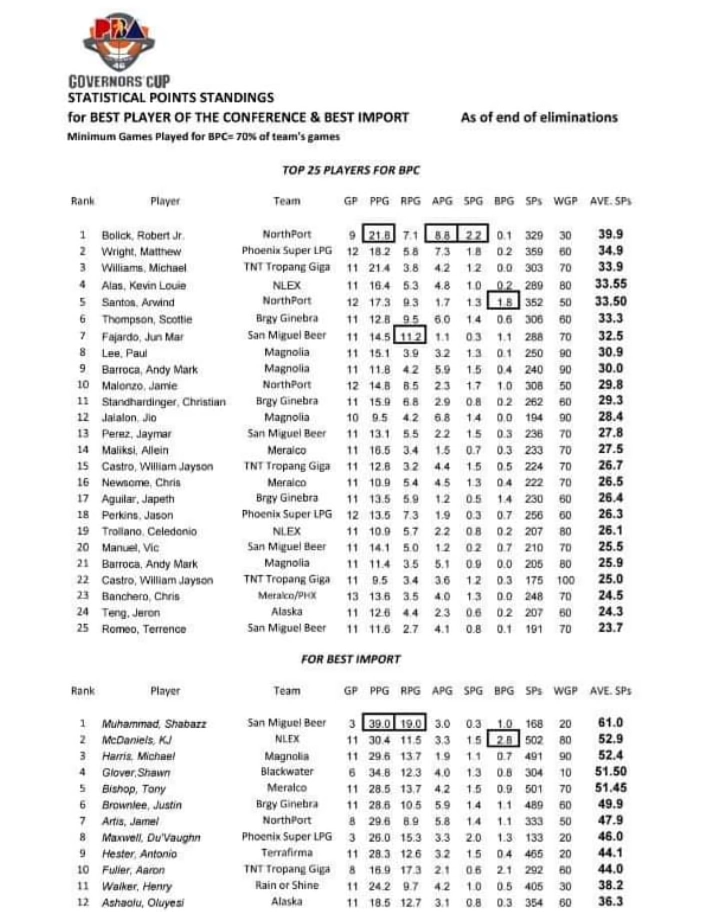 PBA
GOVERNORS' CUP
STATISTICAL POINTS STANDINGS
for BEST PLAYER OF THE CONFERENCE & BEST IMPORT As of end of eliminations
Minimum Games Played for BPC= 70% of team's games
TOP 25 PLAYERS FOR BPC
Rank Player Team GP PPG RPG APG SPG BPG SPs WGP AVE. SPs
1 Bolick, Robert Jr. NorthPort 9 21.8 7.1 8.8 2.2 0.1 329 30 39.9
2 Wright, Matthew Phoenix Super LPG 12 18.2 5.8 7.3 1.8 0.2 359 60 34.9
3 Williams, Michael TNT Tropang Giga 11 21.4 3.8 4.2 1.2 0.0 303 70 33.9
4 Alas, Kevin Louie NLEX 11 16.4 5.3 4.8 1.0 0.2 289 80 33.55
5 Santos, Arwind NorthPort 12 17.3 9.3 1.7 1.3 1.8 352 50 33.50
6 Thompson, Scottie Brgy Ginebra 11 12.8 9.5 6.0 1.4 0.6 306 60 33.3
7 Fajardo, Jun Mar San Miguel Beer 11 14.5 11.2 1.1 0.3 1.1 288 70 32.5
8 Lee, Paul Magnolia 11 15.1 3.9 3.2 1.3 0.1 250 90 30.9
9 Barroca, Andy Mark Magnolia 11 11.8 4.2 5.9 1.5 0.4 240 90 30.0
10 Malonzo, Jamie NorthPort 12 14.8 8.5 2.3 1.7 1.0 308 50 29.8
11 Standhardinger, Christian Brgy Ginebra 11 15.9 6.8 2.9 0.8 0.2 262 60 29.3
12 Jalalon, Jio Magnolia 10 9.5 4.2 6.8 1.4 0.0 194 90 28.4
13 Perez, Jaymar San Miguel Beer 11 13.1 5.5 2.2 1.5 0.3 236 70 27.8
14 Maliksi, Allein Meralco 11 16.5 3.4 1.5 0.7 0.3 233 70 27.5
15 Castro, William Jayson TNT Tropang Giga 11 12.8 3.2 4.4 1.5 0.5 224 70 26.7
16 Newsome, Chris Meralco 11 10.9 5.4 4.5 1.3 0.4 222 70 26.5
17 Aguilar, Japeth Brgy Ginebra 11 13.5 5.9 1.2 0.5 1.4 230 60 26.4
18 Perkins, Jason Phoenix Super LPG 12 13.5 7.3 1.9 0.3 0.7 256 60 26.3
19 Trollano, Celedonio NLEX 11 10.9 5.7 2.2 0.8 0.2 207 80 26.1
20 Manuel, Vic San Miguel Beer 11 14.1 5.0 1.2 0.2 0.7 210 70 25.5
21 Barroca, Andy Mark Magnolia 11 11.4 3.5 5.1 0.9 0.0 205 80 25.9
22 Castro, William Jayson TNT Tropang Giga 11 9.5 3.4 3.6 1.2 0.3 175 100 25.0
23 Banchero, Chris Meralco/PHX 13 13.6 3.5 4.0 1.3 0.0 248 70 24.5
24 Teng, Jeron Alaska 11 12.6 4.4 2.3 0.6 0.2 207 60 24.3
25 Romeo, Terrence San Miguel Beer 11 11.6 2.7 4.1 0.8 0.1 191 70 23.7
FOR BEST IMPORT
Rank Player Team GP PPG RPG APG SPG BPG SPs WGP AVE. SPs
1 Muhammad, Shabazz San Miguel Beer 3 39.0 19.0 3.0 0.3 1.0 168 20 61.0
2 McDaniels, KJ NLEX 11 30.4 11.5 3.3 1.5 2.8 502 80 52.9
3 Harris, Michael Magnolia 11 29.6 13.7 1.9 1.1 0.7 491 90 52.4
4 Glover,Shawn Blackwater 6 34.8 12.3 4.0 1.3 0.8 304 10 51.50
5 Bishop, Tony Meralco 11 28.5 13.7 4.2 1.5 0.9 501 70 51.45
6 Brownlee, Justin Brgy Ginebra 11 28.6 10.5 5.9 1.4 1.1 489 60 49.9
7 Artis, Jamel NorthPort 8 29.6 8.9 5.8 1.4 1.1 333 50 47.9
8 Maxwell, Du'Vaughn Phoenix Super LPG 3 26.0 15.3 3.3 2.0 1.3 133 20 46.0
9 Hester, Antonio Terrafirma 11 28.3 12.6 3.2 1.5 0.4 465 20 44.1
10 Fuller, Aaron TNT Tropang Giga 8 16.9 17.3 2.1 0.6 2.1 292 60 44.0
11 Walker, Henry Rain or Shine 11 24.2 9.7 4.2 1.0 0.5 405 30 38.2
12 Ashaolu, Oluyesi Alaska 11 18.5 12.7 3.1 0.8 0.3 354 60 36.3